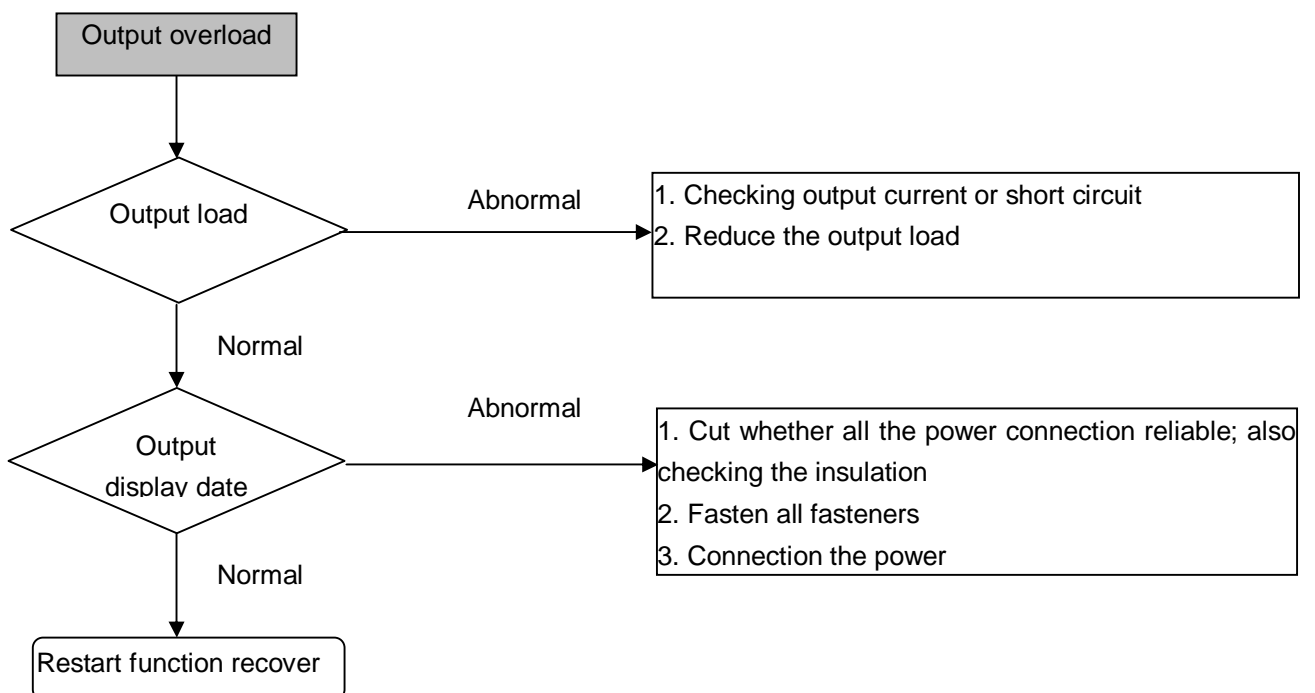 Output overload
Output load
Abnormal
1. Checking output current or short circuit
2. Reduce the output load
Normal
Output
display date
Abnormal
1. Cut whether all the power connection reliable; also
checking the insulation
2. Fasten all fasteners
3. Connection the power
Normal
Restart function recover